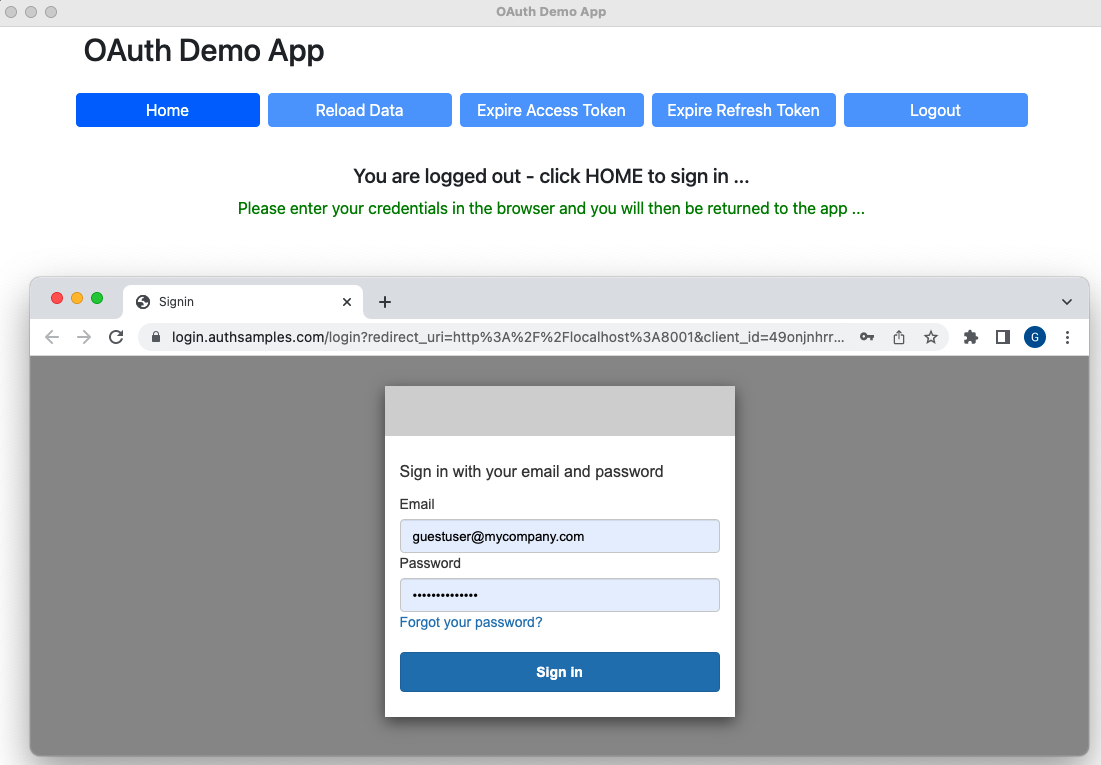 OAuth Demo App
OAuth Demo App
Home Reload Data Expire Access Token Expire Refresh Token Logout
You are logged out - click HOME to sign in ...
Please enter your credentials in the browser and you will then be returned to the app ...
Signin
login.authsamples.com/login?redirect_uri=http%3A%2F%2Flocalhost%3A8001&client_id=49onjnhrr...
G
Sign in with your email and password
Email
guestuser@mycompany.com
Password
••••••••••••••
Forgot your password?
Sign in